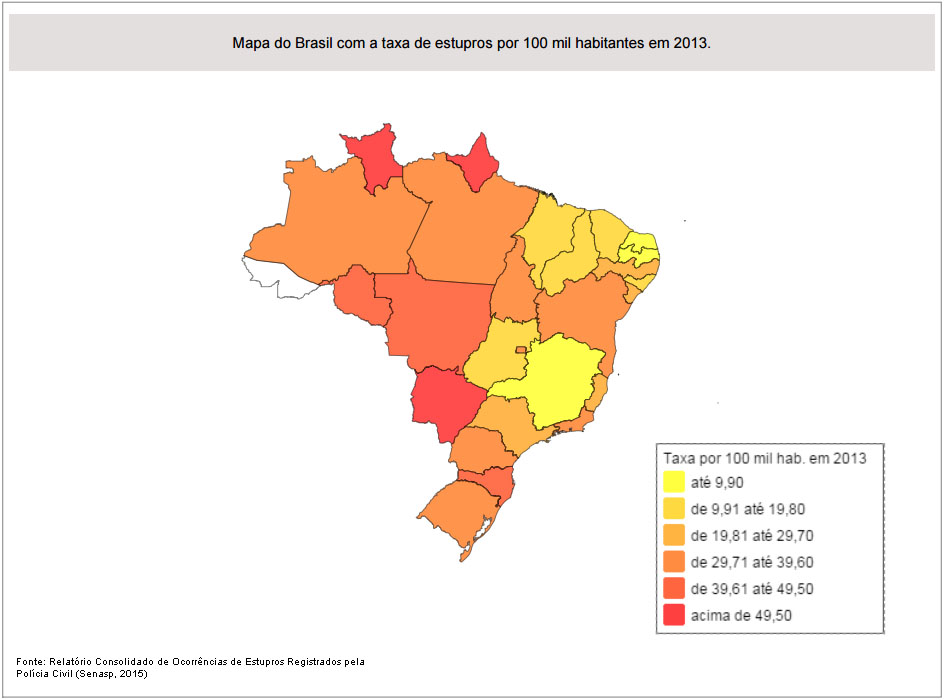 Mapa do Brasil com a taxa de estupros por 100 mil habitantes em 2013.
Taxa por 100 mil hab. em 2013
até 9,90
de 9,91 até 19,80
de 19,81 até 29,70
de 29,71 até 39,60
de 39,61 até 49,50
acima de 49,50
Fonte: Relatório Consolidado de Ocorrências de Estupros Registrados pela
Polícia Civil (Senasp, 2015)